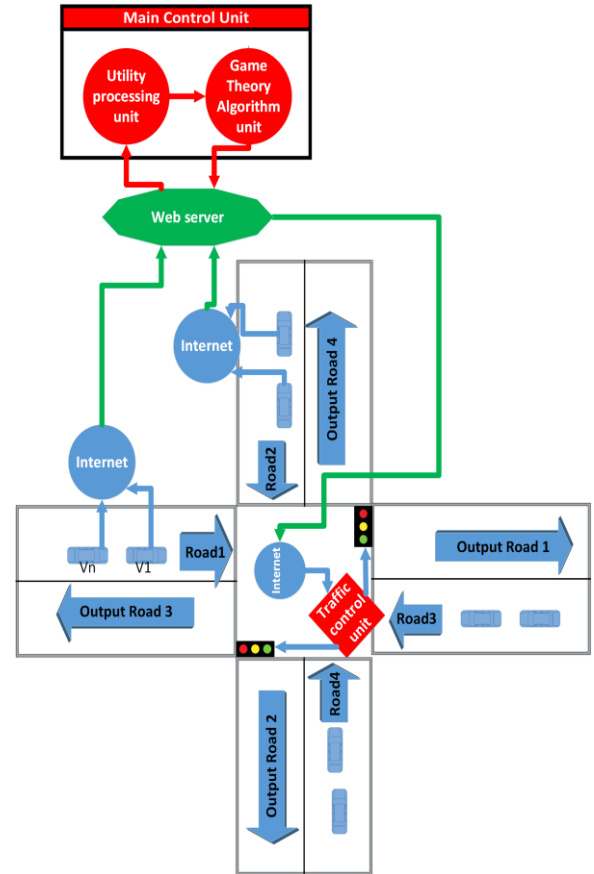 Main Control Unit
Utility
processing
unit
Game
Theory
Algorithm
unit
Web server
Internet
Output Road 4
Road2
Internet
Vn
V1
Road1
Output Road 3
Internet
Traffic
control
unit
Output Road 1
Road3
Output Road 2
Road4